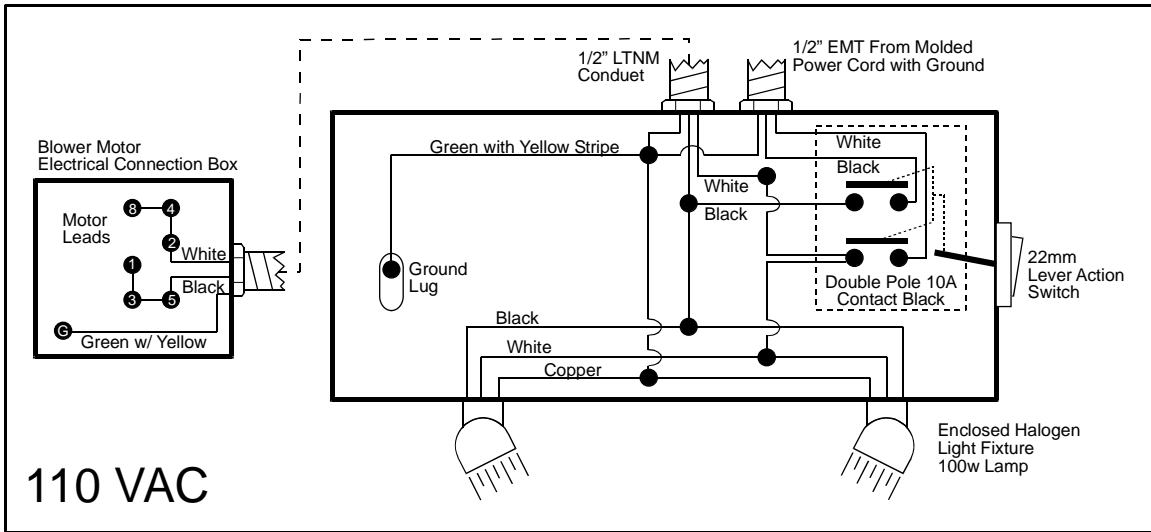 1/2” LTNM
Conduet
1/2” EMT From Molded
Power Cord with Ground
Blower Motor
Electrical Connection Box
Green with Yellow Stripe
White
Black
White
Black
8
4
Motor
Leads
2
White
1
Black
3
5
G
Green w/ Yellow
Ground
Lug
Double Pole 10A
Contact Black
22mm
Lever Action
Switch
Black
White
Copper
Enclosed Halogen
Light Fixture
100w Lamp
110 VAC